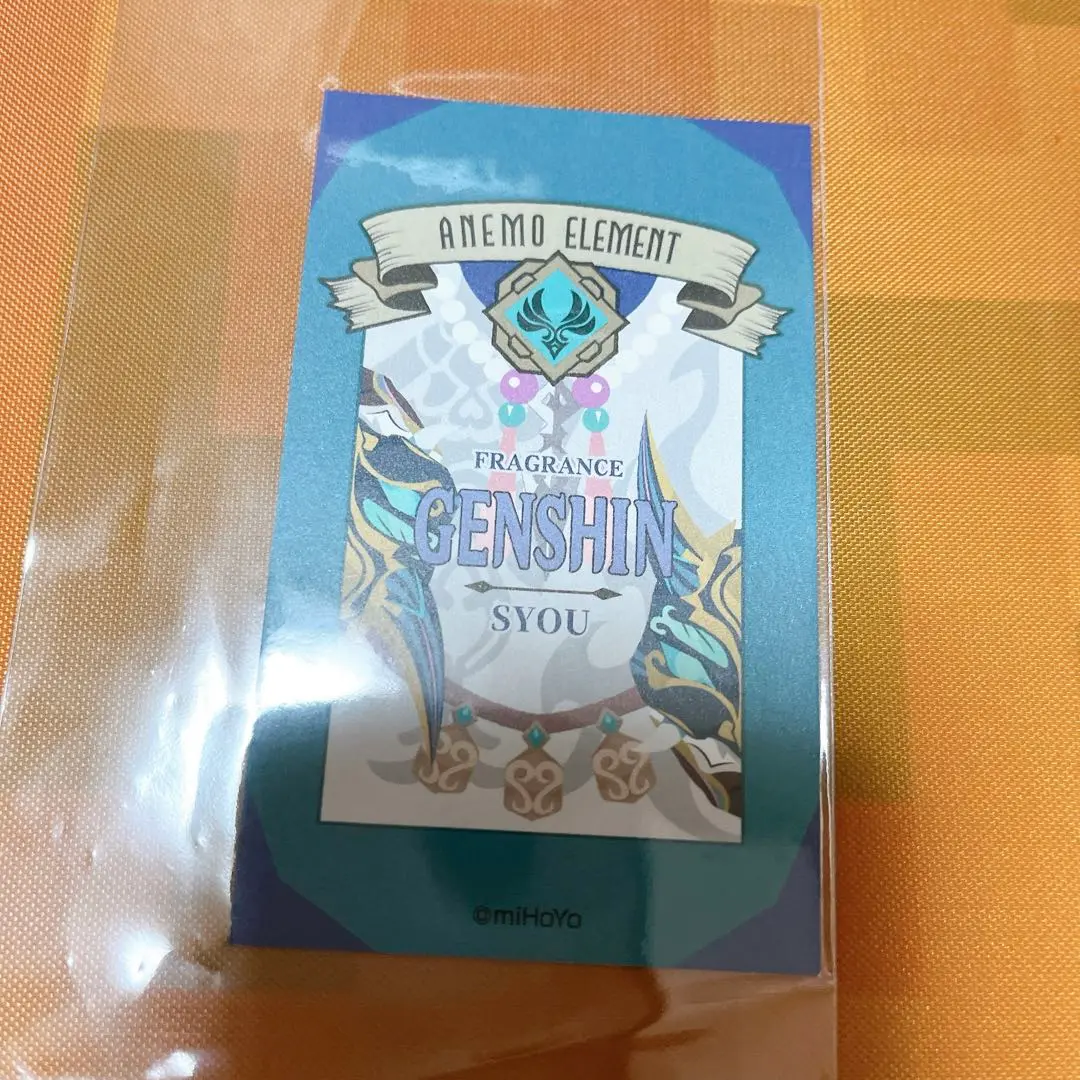 ANEMO ELEMENT
FRAGRANCE
GENSHIN
SYOU
@miHoYo